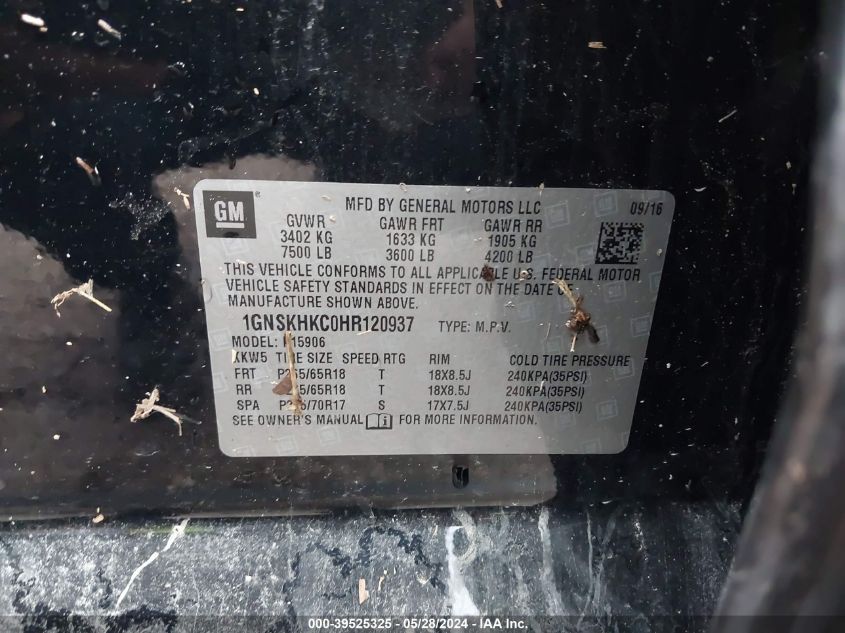 GM
MFD BY GENERAL MOTORS LLC
09/16
GVWR GAWR FRT GAWR RR
3402 KG 1633 KG 1905 KG
7500 LB 3600 LB 4200 LB
THIS VEHICLE CONFORMS TO ALL APPLICABLE U.S. FEDERAL MOTOR
VEHICLE SAFETY STANDARDS IN EFFECT ON THE DATE OF
MANUFACTURE SHOWN ABOVE.
1GNSKHKC0HR120937 TYPE: M.P.V.
MODEL:
XKW5 TIRE SIZE SPEED RTG RIM COLD TIRE PRESSURE
FRT T 18X8.5J 240KPA(35PSI)
RR T 18X8.5J 240KPA(35PSI)
SPA S 17X7.5J 240KPA(35PSI)
SEE OWNER'S MANUAL FOR MORE INFORMATION.
000-39525325 - 05/28/2024 - IAA Inc.